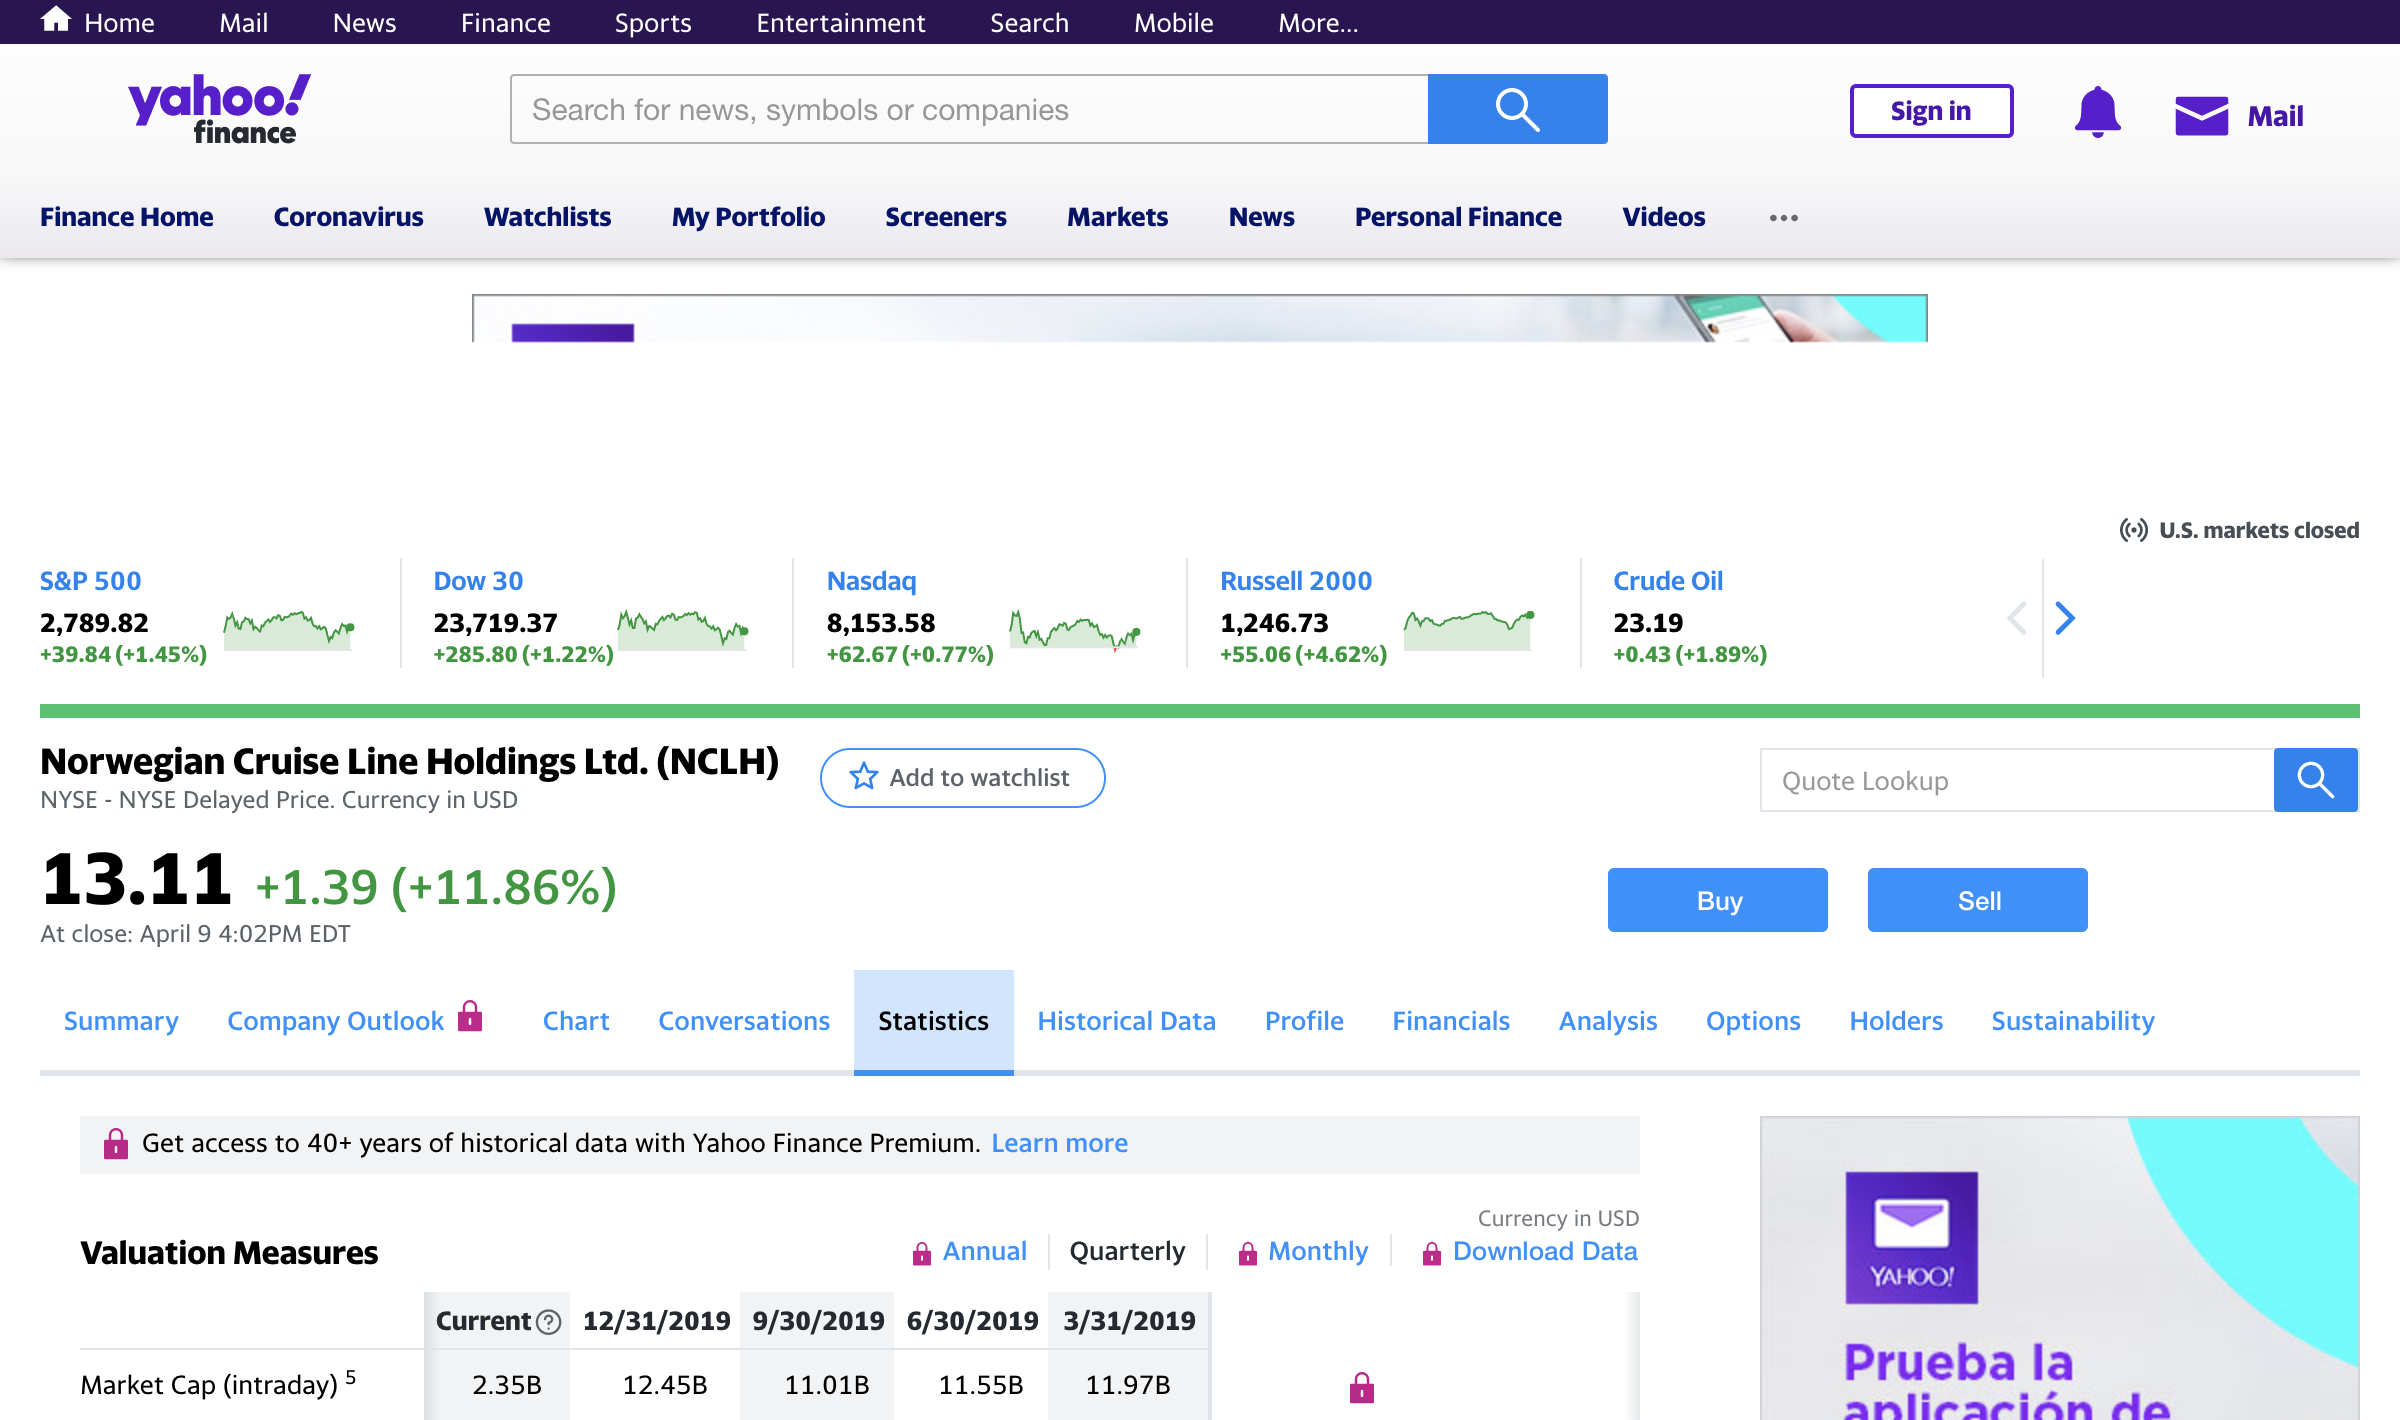 Home Mail News Finance Sports Entertainment Search Mobile More...
yahoo!
finance
Search for news, symbols or companies
Sign in
Mail
Finance Home Coronavirus Watchlists My Portfolio Screeners Markets News Personal Finance Videos •••
U.S. markets closed
S&P 500
2,789.82
+39.84 (+1.45%)
Dow 30
23,719.37
+285.80 (+1.22%)
Nasdaq
8,153.58
+62.67 (+0.77%)
Russell 2000
1,246.73
+55.06 (+4.62%)
Crude Oil
23.19
+0.43 (+1.89%)
Norwegian Cruise Line Holdings Ltd. (NCLH)
NYSE - NYSE Delayed Price. Currency in USD
Add to watchlist
Quote Lookup
13.11 +1.39 (+11.86%)
At close: April 9 4:02PM EDT
Buy
Sell
Summary Company Outlook Chart Conversations Statistics Historical Data Profile Financials Analysis Options Holders Sustainability
Get access to 40+ years of historical data with Yahoo Finance Premium. Learn more
Currency in USD
Valuation Measures
Annual Quarterly Monthly Download Data
Current ? 12/31/2019 9/30/2019 6/30/2019 3/31/2019
Market Cap (intraday) 5 2.35B 12.45B 11.01B 11.55B 11.97B
YAHOO!
Prueba la
aplicación de